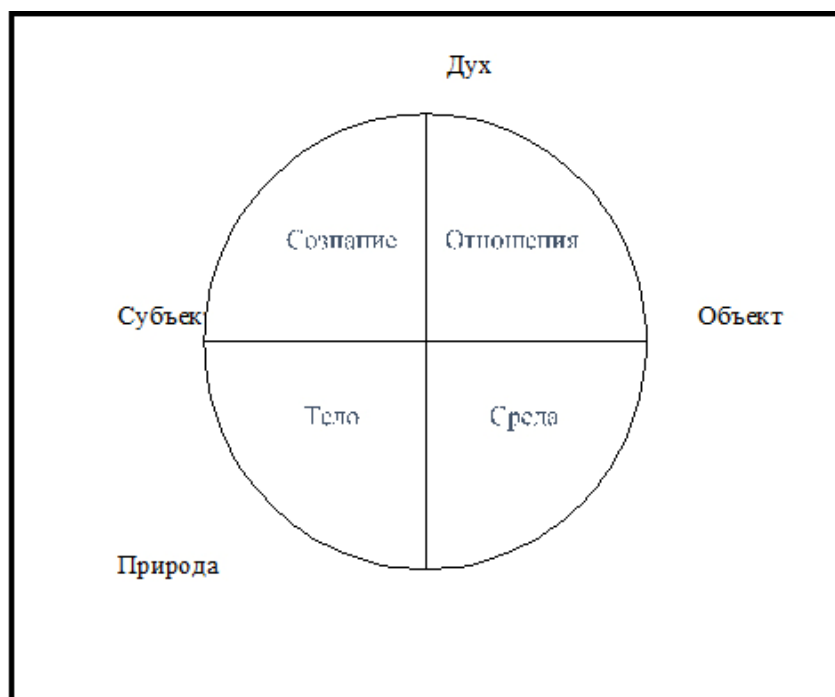 Дух
Сознание Отношения
Субъек Объект
Тело Среда
Природа